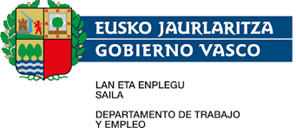 EUSKO JAURLARITZA
GOBIERNO VASCO
LAN ETA ENPLEGU
SAILA
DEPARTAMENTO DE TRABAJO
Y EMPLEO